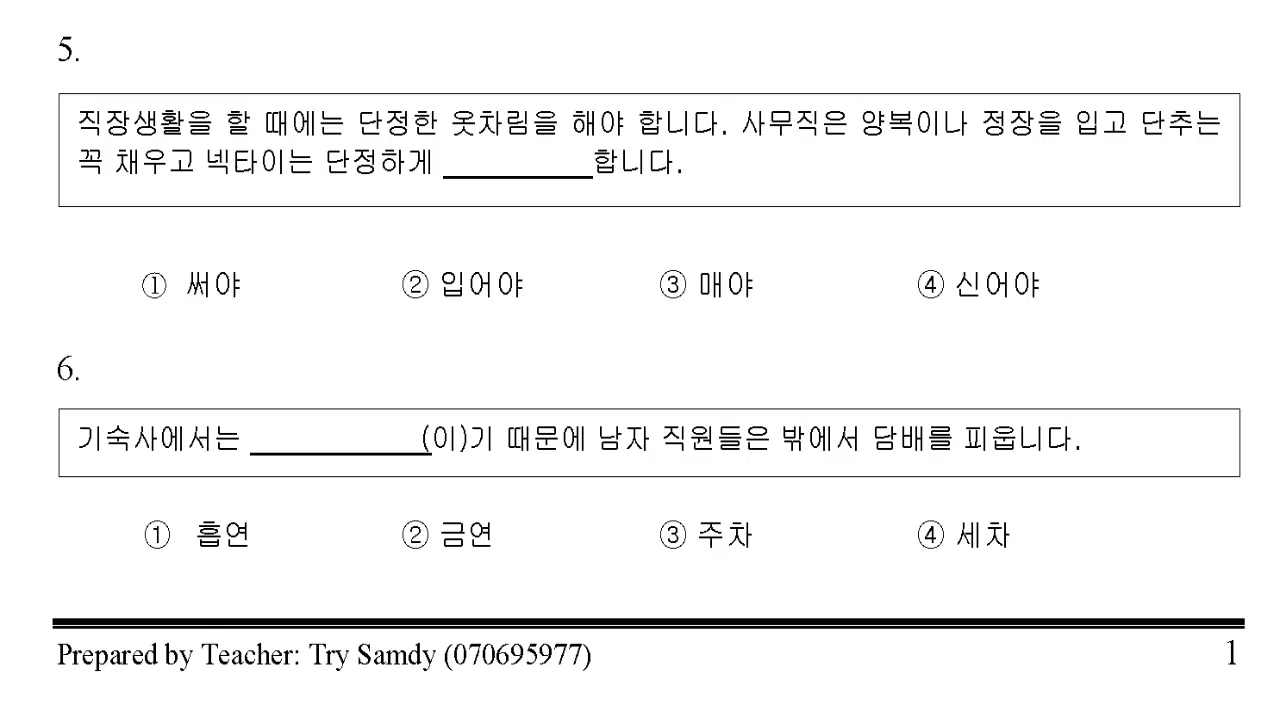 5.
직장생활을 할 때에는 단정한 옷차림을 해야 합니다. 사무직은 양복이나 정장을 입고 단추는
꼭 채우고 넥타이는 단정하게 __________합니다.
① 써야 ② 입어야 ③ 매야 ④ 신어야
6.
기숙사에서는 ____________(이)기 때문에 남자 직원들은 밖에서 담배를 피웁니다.
① 흡연 ② 금연 ③ 주차 ④ 세차
Prepared by Teacher: Try Samdy (070695977) 1